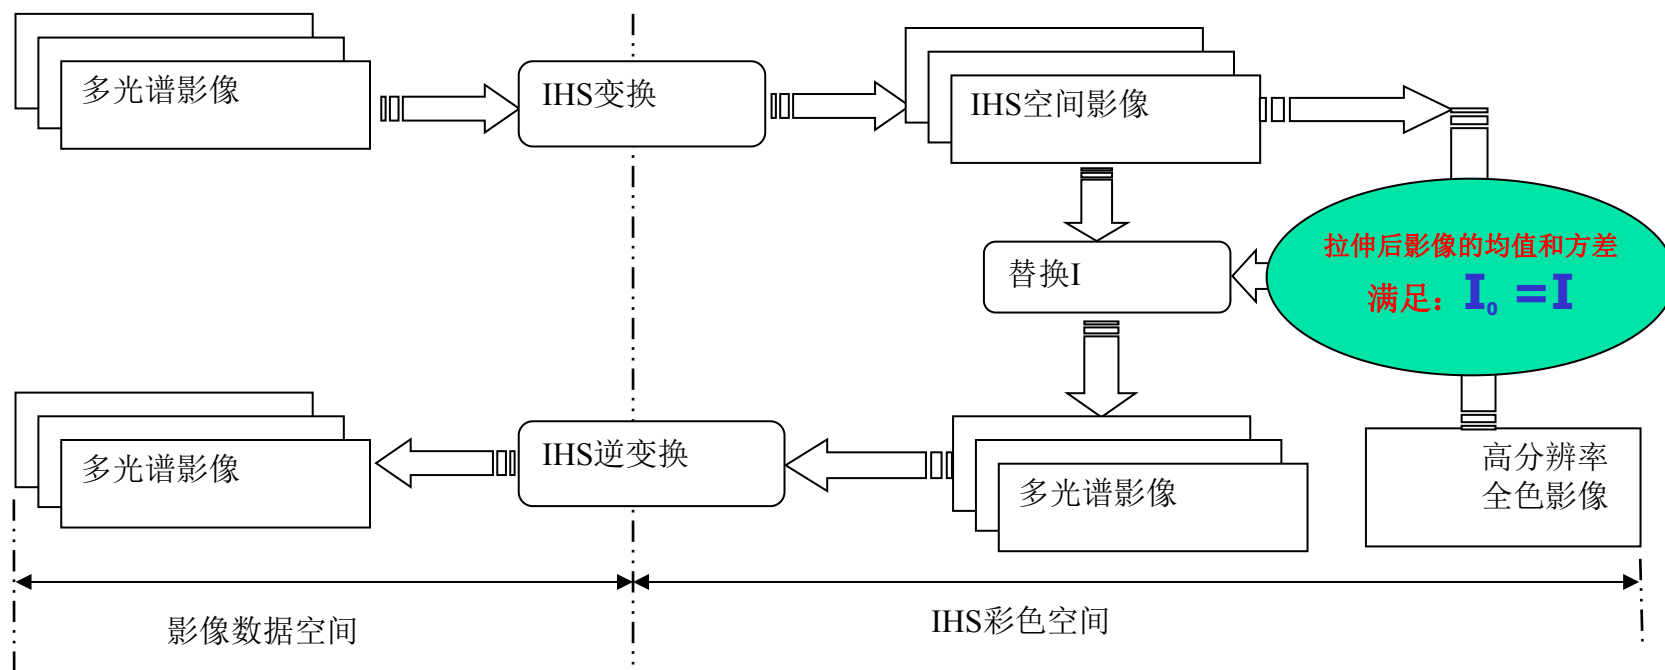 多光谱影像
IHS变换
IHS空间影像
拉伸后影像的均值和方差
满足：I₀ =I
替换I
多光谱影像
IHS逆变换
多光谱影像
高分辨率
全色影像
影像数据空间
IHS彩色空间